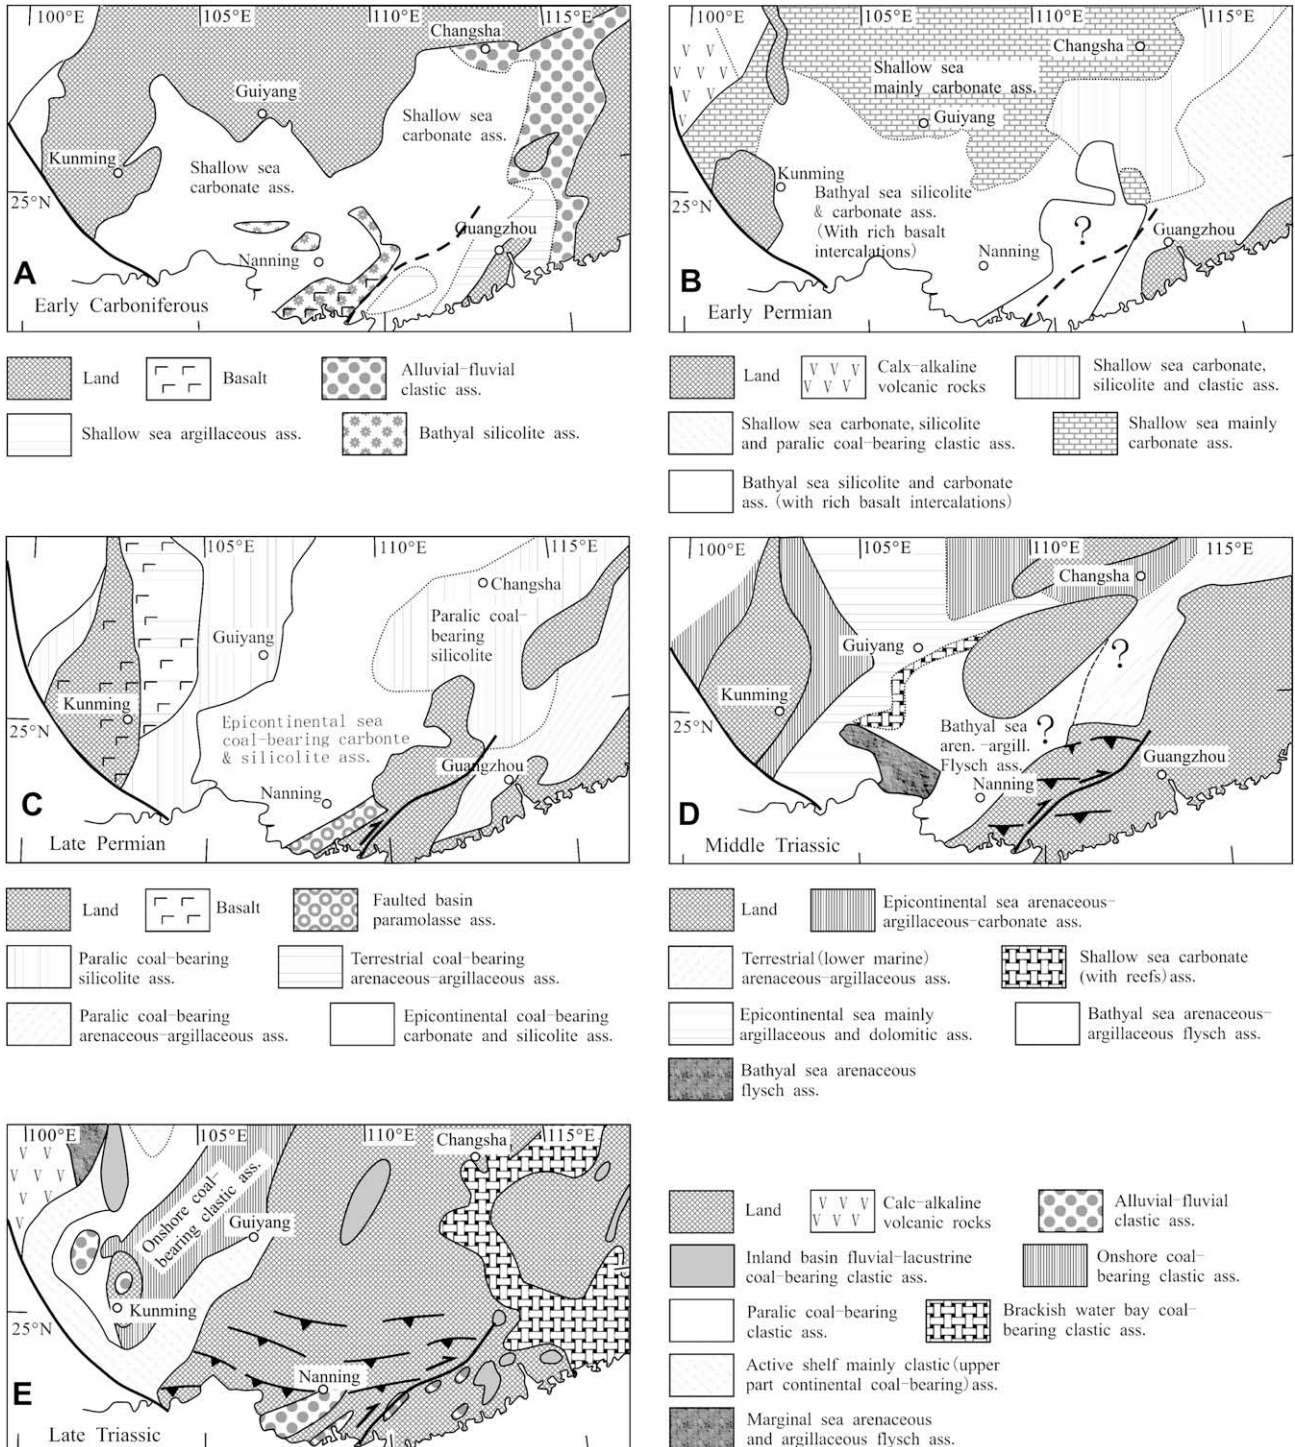 100°E
105°E
110°E
115°E
Changsha
Guiyang
Shallow sea
carbonate ass.
Kunming
Shallow sea
carbonate ass.
25°N
Guangzhou
Nanning
A
Early Carboniferous
Land
Basalt
Alluvial-fluvial
clastic ass.
Shallow sea argillaceous ass.
Bathyal silicolite ass.
100°E
105°E
110°E
115°E
Changsha
Shallow sea
mainly carbonate ass.
Guiyang
Kunming
25°N
Bathyal sea silicolite
& carbonate ass.
(With rich basalt
intercalations)
?
Guangzhou
Nanning
B
Early Permian
Land
Calx-alkaline
volcanic rocks
Shallow sea carbonate,
silicolite and clastic ass.
Shallow sea carbonate, silicolite
and paralic coal-bearing clastic ass.
Shallow sea mainly
carbonate ass.
Bathyal sea silicolite and carbonate
ass. (with rich basalt intercalations)
105°E
110°E
115°E
Changsha
Paralic coal-
bearing
silicolite
Guiyang
Kunming
25°N
Epicontinental sea
coal-bearing carbonte
& silicolite ass.
Guangzhou
Nanning
C
Late Permian
Land
Basalt
Faulted basin
paramolasse ass.
Paralic coal-bearing
silicolite ass.
Terrestrial coal-bearing
arenaceous-argillaceous ass.
Paralic coal-bearing
arenaceous-argillaceous ass.
Epicontinental coal-bearing
carbonate and silicolite ass.
100°E
105°E
110°E
115°E
Changsha
Guiyang
?
Kunming
25°N
Bathyal sea
aren. -argill.
Flysch ass.
?
Guangzhou
Nanning
D
Middle Triassic
Land
Epicontinental sea arenaceous-
argillaceous-carbonate ass.
Terrestrial (lower marine)
arenaceous-argillaceous ass.
Shallow sea carbonate
(with reefs) ass.
Epicontinental sea mainly
argillaceous and dolomitic ass.
Bathyal sea arenaceous-
argillaceous flysch ass.
Bathyal sea arenaceous
flysch ass.
100°E
105°E
110°E
115°E
Changsha
Onshore coal-
bearing clastic ass.
Guiyang
Kunming
25°N
Nanning
E
Late Triassic
Land
Calc-alkaline
volcanic rocks
Alluvial-fluvial
clastic ass.
Inland basin fluvial-lacustrine
coal-bearing clastic ass.
Onshore coal-
bearing clastic ass.
Paralic coal-bearing
clastic ass.
Brackish water bay coal-
bearing clastic ass.
Active shelf mainly clastic (upper
part continental coal-bearing) ass.
Marginal sea arenaceous
and argillaceous flysch ass.